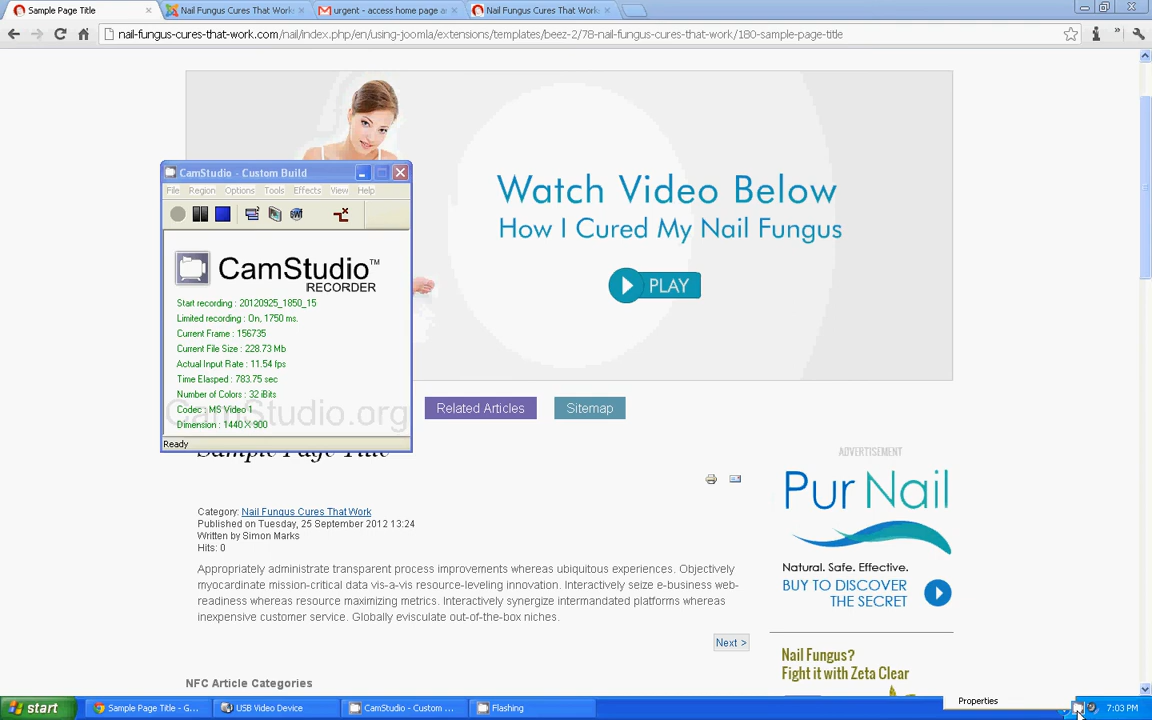 Sample Page Title
Nail Fungus Cures That Work
urgent - access home page a
Nail Fungus Cures That Work
nail-fungus-cures-that-work.com/nail/index.php/en/using-joomla/extensions/templates/beez-2/78-nail-fungus-cures-that-work/180-sample-page-title
Watch Video Below
How I Cured My Nail Fungus
PLAY
CamStudio - Custom Build
File Region Options Tools Effects View Help
CamStudio™
RECORDER
Start recording : 20120925_1850_15
Limited recording : On, 1750 ms.
Current Frame : 156735
Current File Size : 228.73 Mb
Actual Input Rate : 11.54 fps
Time Elasped : 783.75 sec
Number of Colors : 32 iBits
Codec : MS Video 1
CamStudio.org
Dimension : 1440 X 900
Ready
Related Articles Sitemap
Sample Page Title
Category: Nail Fungus Cures That Work
Published on Tuesday, 25 September 2012 13:24
Written by Simon Marks
Hits: 0
Appropriately administrate transparent process improvements whereas ubiquitous experiences. Objectively
myocardinate mission-critical data vis-a-vis resource-leveling innovation. Interactively seize e-business web-
readiness whereas resource maximizing metrics. Interactively synergize intermandated platforms whereas
inexpensive customer service. Globally evisculate out-of-the-box niches.
Next >
NFC Article Categories
ADVERTISEMENT
Pur Nail
Natural. Safe. Effective.
BUY TO DISCOVER
THE SECRET
Nail Fungus?
Fight it with Zeta Clear
Properties
start
Sample Page Title - G...
USB Video Device
CamStudio - Custom ...
Flashing
7:03 PM